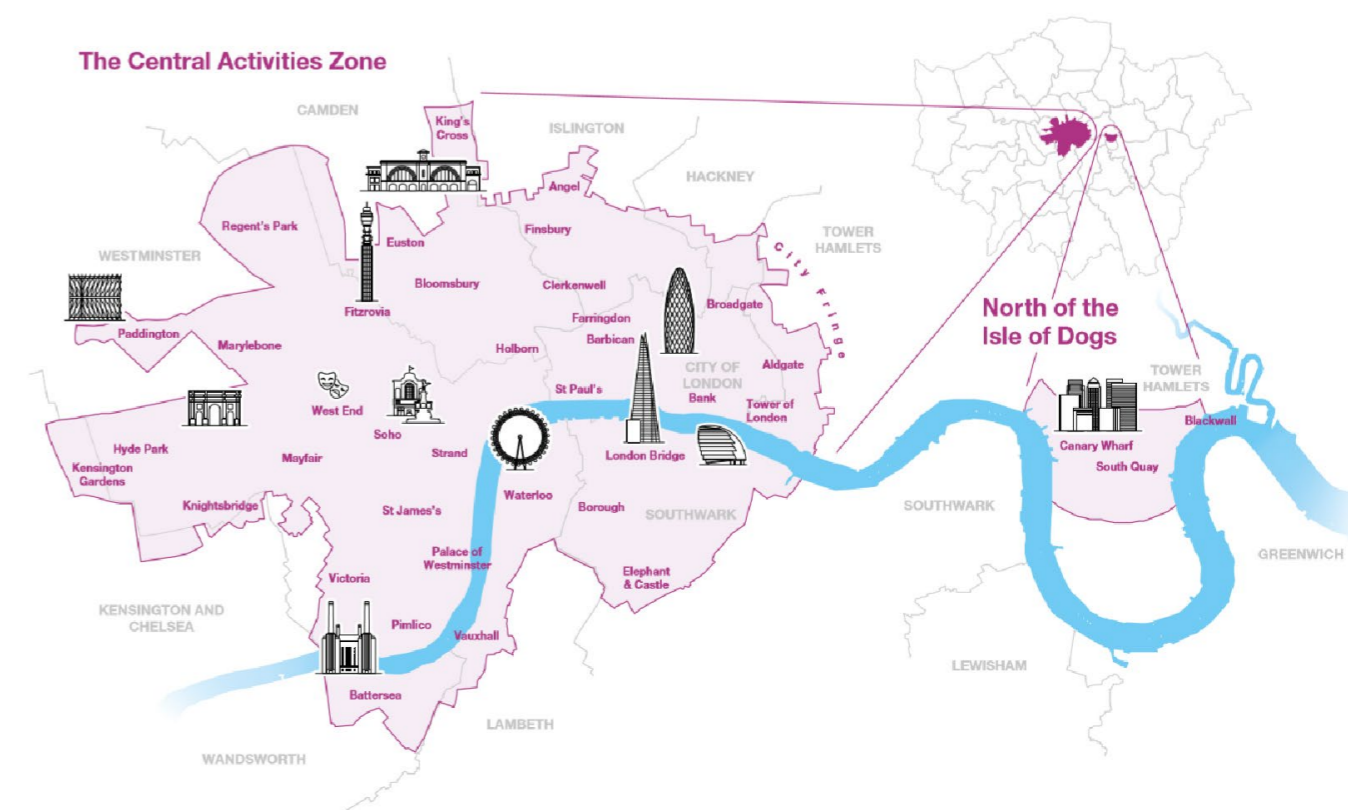 The Central Activities Zone
CAMDEN
King's
Cross
ISLINGTON
HACKNEY
Angel
Regent's Park
Euston
Finsbury
TOWER
HAMLETS
City Fringe
WESTMINSTER
Bloomsbury
Clerkenwell
Broadgate
Fitzrovia
Farringdon
Barbican
Paddington
Marylebone
Holborn
Aldgate
CITY OF
LONDON
St Paul's
Bank
West End
Tower of
London
Soho
Hyde Park
Mayfair
Strand
London Bridge
Kensington
Gardens
Knightsbridge
Waterloo
St James's
Borough
SOUTHWARK
Palace of
Westminster
Victoria
Elephant
& Castle
KENSINGTON AND
CHELSEA
Pimlico
Vauxhall
Battersea
LAMBETH
WANDSWORTH
North of the
Isle of Dogs
TOWER
HAMLETS
Blackwall
Canary Wharf
South Quay
SOUTHWARK
GREENWICH
LEWISHAM